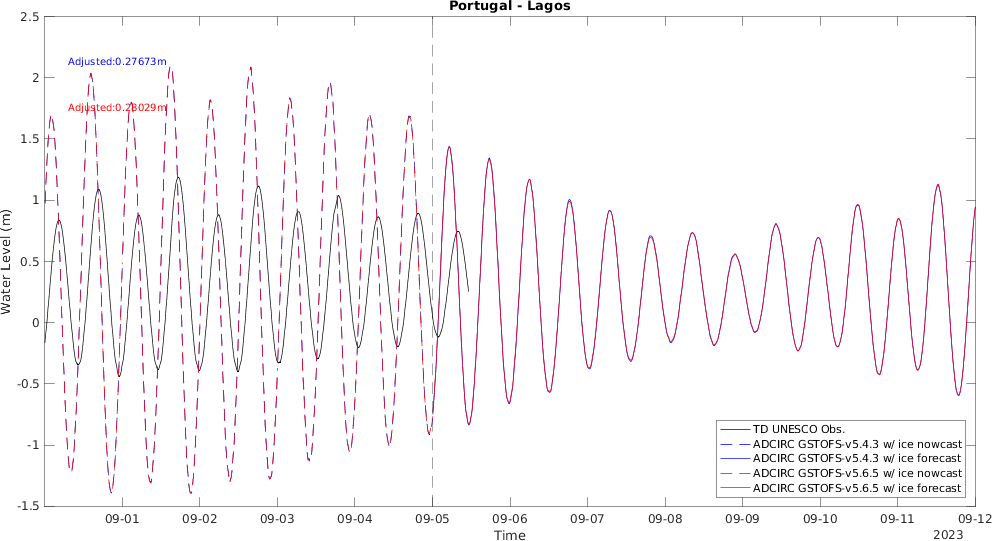 Portugal - Lagos
2.5
2
1.5
1
0.5
0
-0.5
-1
-1.5
Water Level (m)
Adjusted:0.27673m
Adjusted:0.28029m
09-01
09-02
09-03
09-04
09-05
09-06
09-07
09-08
09-09
09-10
09-11
09-12
2023
Time
TD UNESCO Obs.
ADCIRC GSTOFS-v5.4.3 w/ ice nowcast
ADCIRC GSTOFS-v5.4.3 w/ ice forecast
ADCIRC GSTOFS-v5.6.5 w/ ice nowcast
ADCIRC GSTOFS-v5.6.5 w/ ice forecast